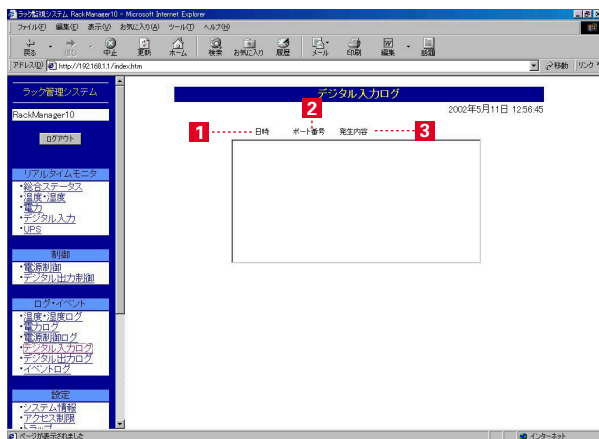 ラック監視システム RackManager10 - Microsoft Internet Explorer
ファイル(F) 編集(E) 表示(V) お気に入り(A) ツール(T) ヘルプ(H)
戻る 進む 中止 更新 ホーム 検索 お気に入り 履歴 メール 印刷 編集 話題
アドレス(D) http://192.168.1.1/index.htm 移動 リンク
ラック管理システム
RackManager10
ログアウト
リアルタイムモニタ
・総合ステータス
・温度・湿度
・電力
・デジタル入力
・UPS
制御
・電源制御
・デジタル出力制御
ログ・イベント
・温度・湿度ログ
・電力ログ
・電源制御ログ
・デジタル入力ログ
・デジタル出力ログ
・イベントログ
設定
・システム情報
・アクセス制限
・トラップ
デジタル入力ログ
2002年5月11日 12:56:45
2
1 日時 ポート番号 発生内容 3
ページが表示されました インターネット